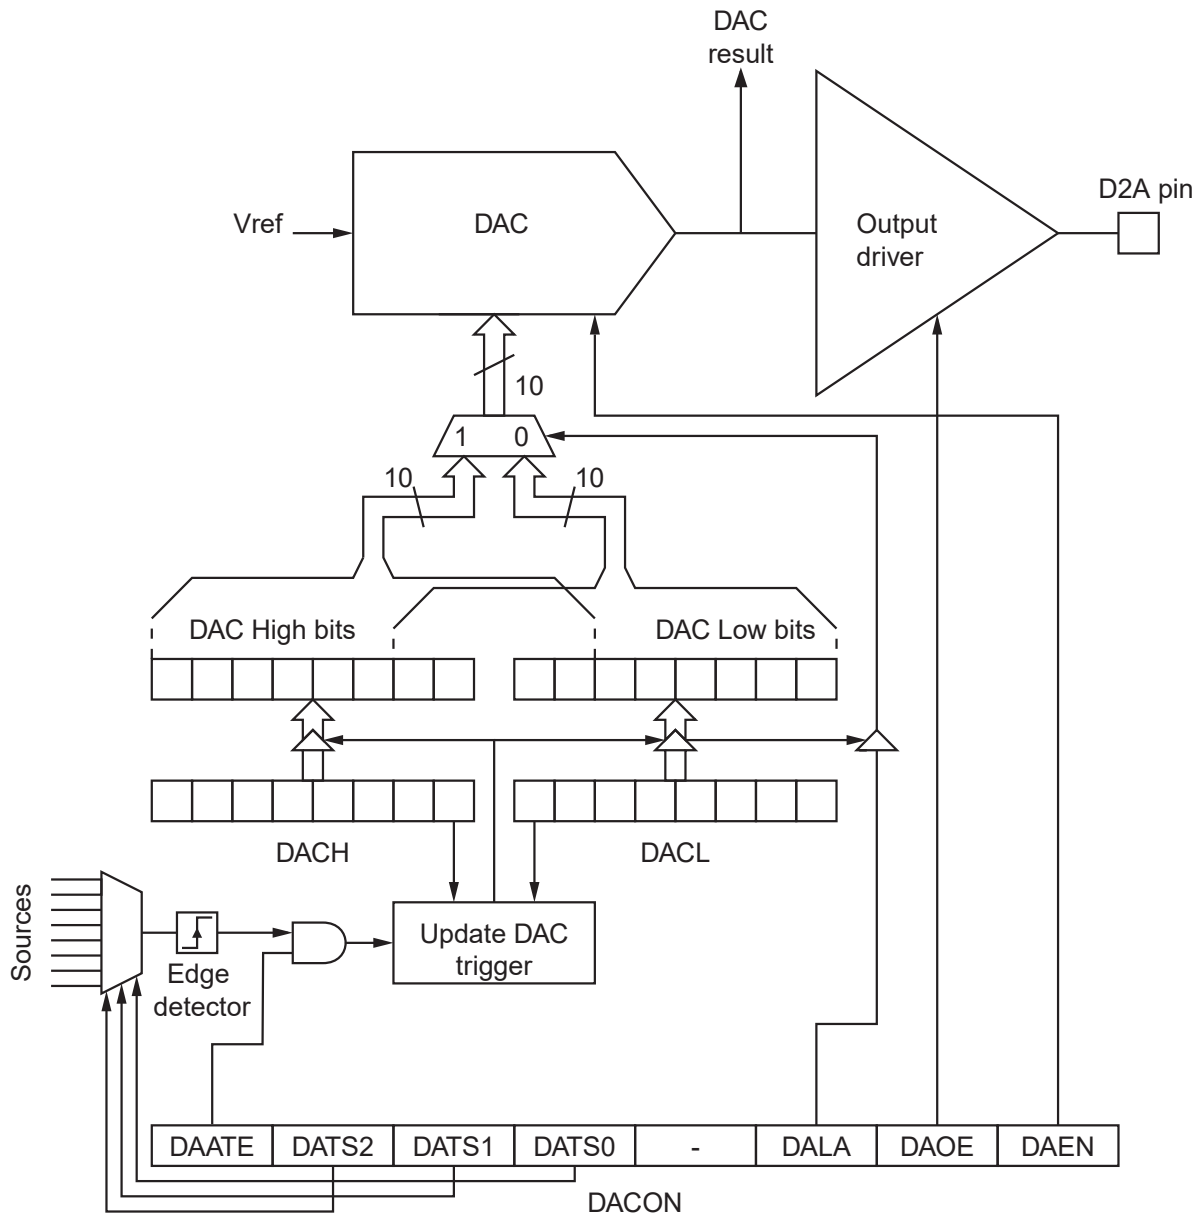 DAC
result
D2A pin
Vref
DAC
Output
driver
10
1 0
10 10
DAC High bits DAC Low bits
DACH DACL
Sources
Update DAC
trigger
Edge
detector
DAATE DATS2 DATS1 DATS0 - DALA DAOE DAEN
DACON